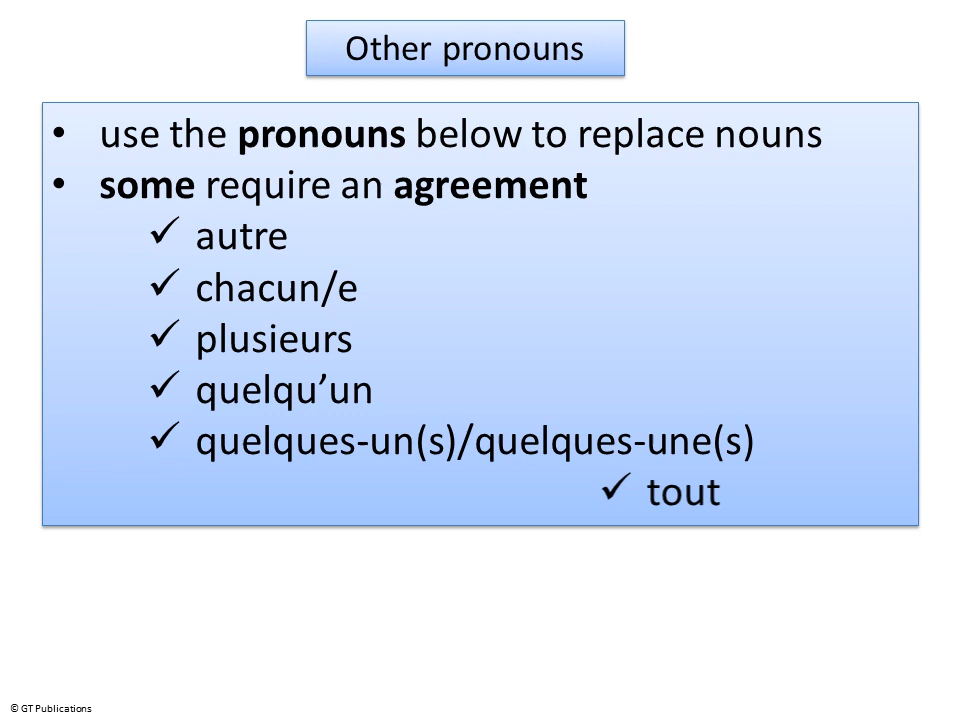 Other pronouns
• use the pronouns below to replace nouns
• some require an agreement
✓ autre
✓ chacun/e
✓ plusieurs
✓ quelqu’un
✓ quelques-un(s)/quelques-une(s)
✓ tout
© GT Publications